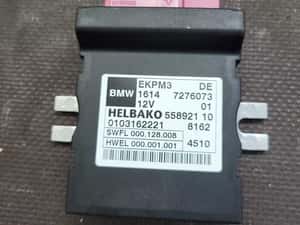 BMW
EKPM3 DE
1614 7276073
12V 01
HELBAKO 558921 10
0103162221 8162
SWFL 000.128.008
HWEL 000.001.001 4510